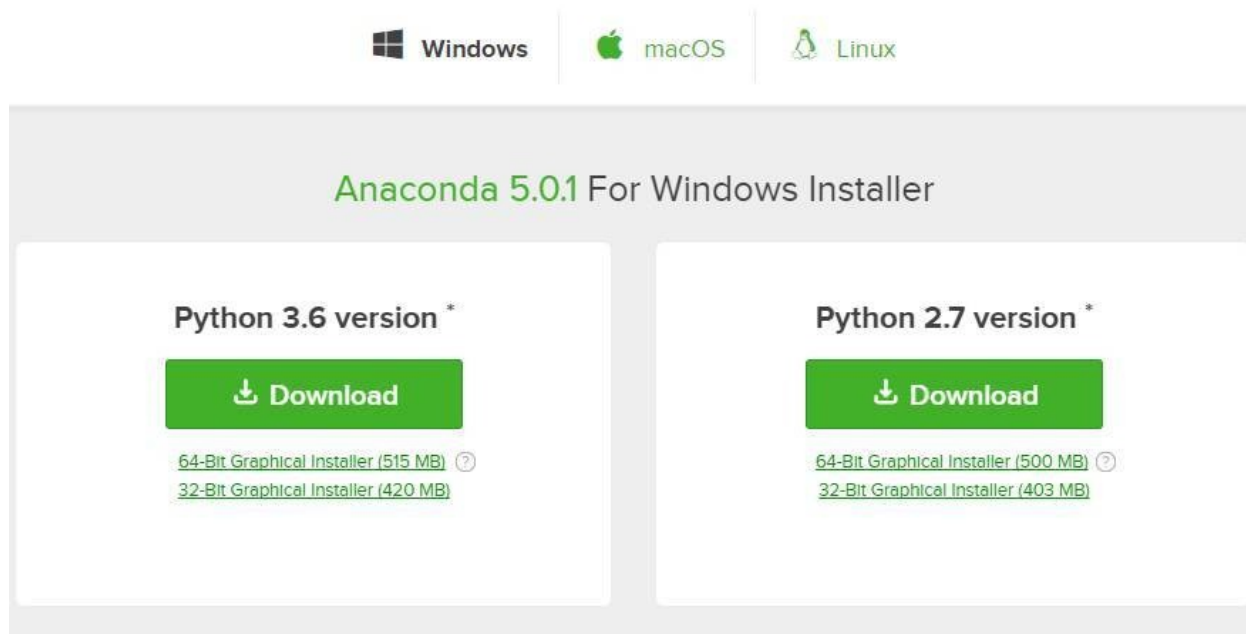 Windows macOS Linux
Anaconda 5.0.1 For Windows Installer
Python 3.6 version *
Download
64-Bit Graphical Installer (515 MB) ?
32-Bit Graphical Installer (420 MB)
Python 2.7 version *
Download
64-Bit Graphical Installer (500 MB) ?
32-Bit Graphical Installer (403 MB)